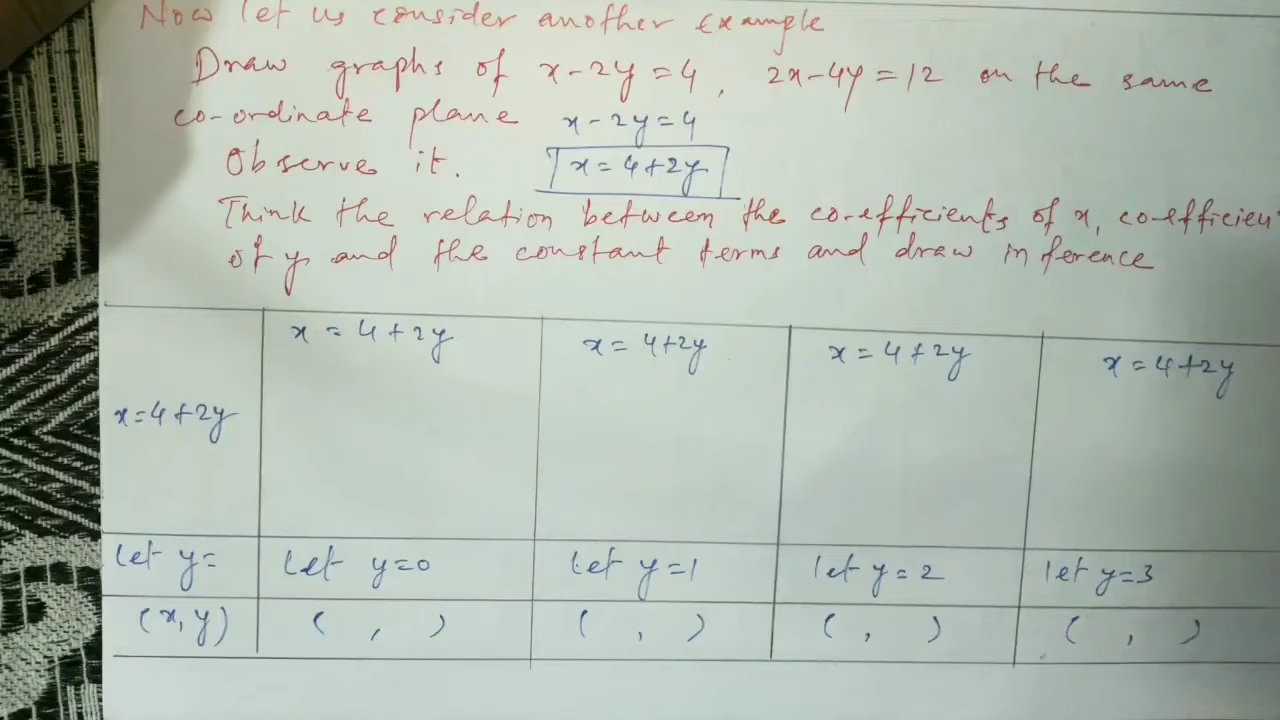 Now let us consider another example
Draw graphs of x-2y=4, 2x-4y=12 on the same
co-ordinate plane x-2y=4
Observe it. x=4+2y
Think the relation between the co-efficients of x, co-efficien
of y, and the constant terms and draw inference
x=4+2y x=4+2y x=4+2y x=4+2y
x=4+2y
let y= Let y=0 Let y=1 let y=2 let y=3
(x,y) ( , ) ( , ) ( , ) ( , )